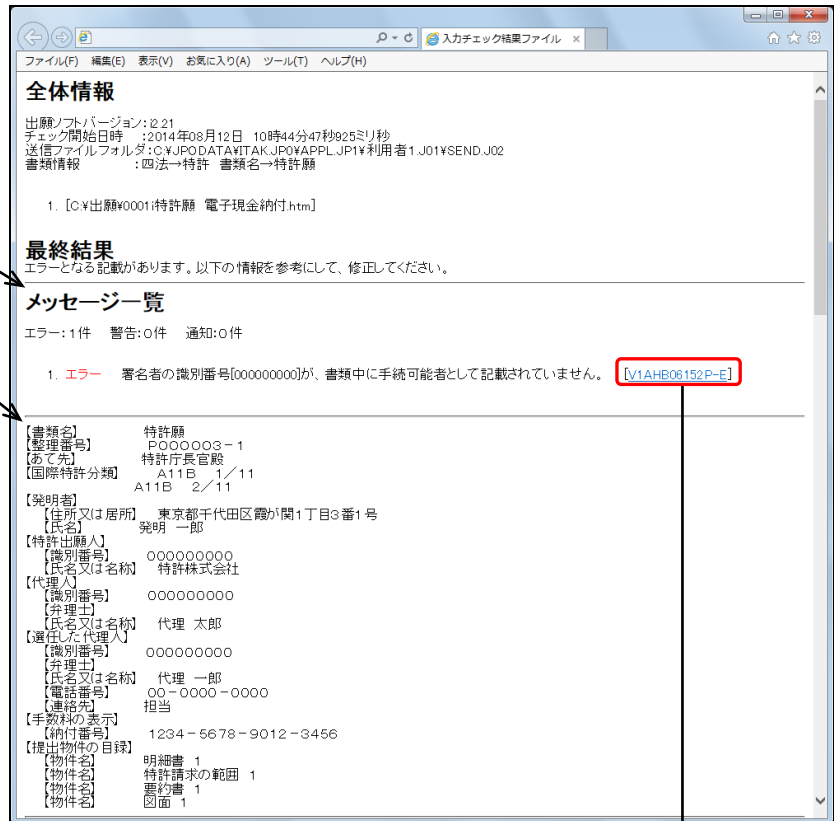 入力チェック結果ファイル ×
ファイル(F) 編集(E) 表示(V) お気に入り(A) ツール(T) ヘルプ(H)
全体情報
出願ソフトバージョン:i2.21
チェック開始日時 :2014年08月12日 10時44分47秒925ミリ秒
送信ファイルフォルダ:C:¥JPODATA¥ITAK.JP0¥APPL.JP1¥利用者1.J01¥SEND.J02
書類情報 :四法→特許 書類名→特許願
1. [C:¥出願¥0001i特許願 電子現金納付.htm]
最終結果
エラーとなる記載があります。以下の情報を参考にして、修正してください。
メッセージ一覧
エラー:1件 警告:0件 通知:0件
1. エラー 署名者の識別番号[000000000]が、書類中に手続可能者として記載されていません。 [V1AHB06152P-E]
【書類名】 特許願
【整理番号】 P000003-1
【あて先】 特許庁長官殿
【国際特許分類】 A11B 1/11
A11B 2/11
【発明者】
【住所又は居所】 東京都千代田区霞が関1丁目3番1号
【氏名】 発明 一郎
【特許出願人】
【識別番号】 000000000
【氏名又は名称】 特許株式会社
【代理人】
【識別番号】 000000000
【弁理士】
【氏名又は名称】 代理 太郎
【選任した代理人】
【識別番号】 000000000
【弁理士】
【氏名又は名称】 代理 一郎
【電話番号】 00-0000-0000
【連絡先】 担当
【手数料の表示】
【納付番号】 1234-5678-9012-3456
【提出物件の目録】
【物件名】 明細書 1
【物件名】 特許請求の範囲 1
【物件名】 要約書 1
【物件名】 図面 1